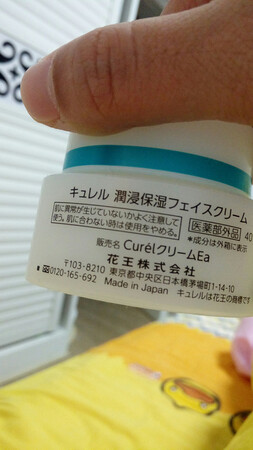 キュレル 潤浸保湿フェイスクリーム
肌に異常が生じていないかよく注意して
使う。肌に合わない時は使用をやめる。
医薬部外品 40
*成分は外箱に表示
販売名 CurélクリームEa
花王株式会社
〒103-8210 東京都中央区日本橋茅場町1-14-10
0120-165-692 Made in Japan キュレルは花王の商標です